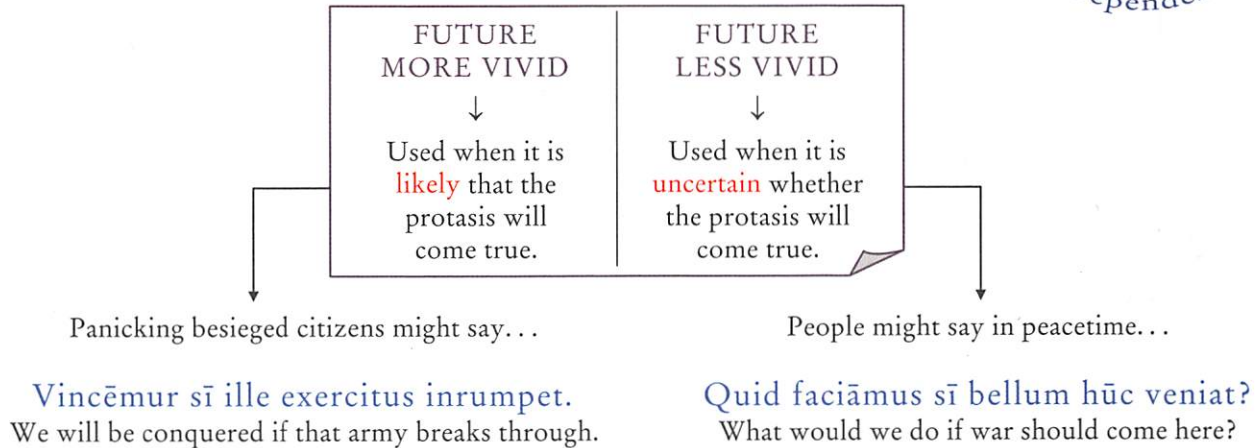 FUTURE
MORE VIVID
↓
Used when it is
likely that the
protasis will
come true.
FUTURE
LESS VIVID
↓
Used when it is
uncertain whether
the protasis will
come true.
Panicking besieged citizens might say...
Vincēmur sī ille exercitus inrumpet.
We will be conquered if that army breaks through.
People might say in peacetime...
Quid faciāmus sī bellum hūc veniat?
What would we do if war should come here?